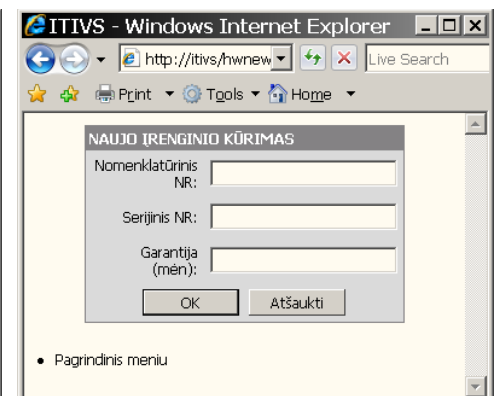 ITIVS - Windows Internet Explorer
http://itivs/hwnew
Live Search
Print Tools Home
NAUJO ĮRENGINIO KŪRIMAS
Nomenklatūrinis
NR:
Serijinis NR:
Garantija
(mėn):
OK Atšaukti
• Pagrindinis meniu